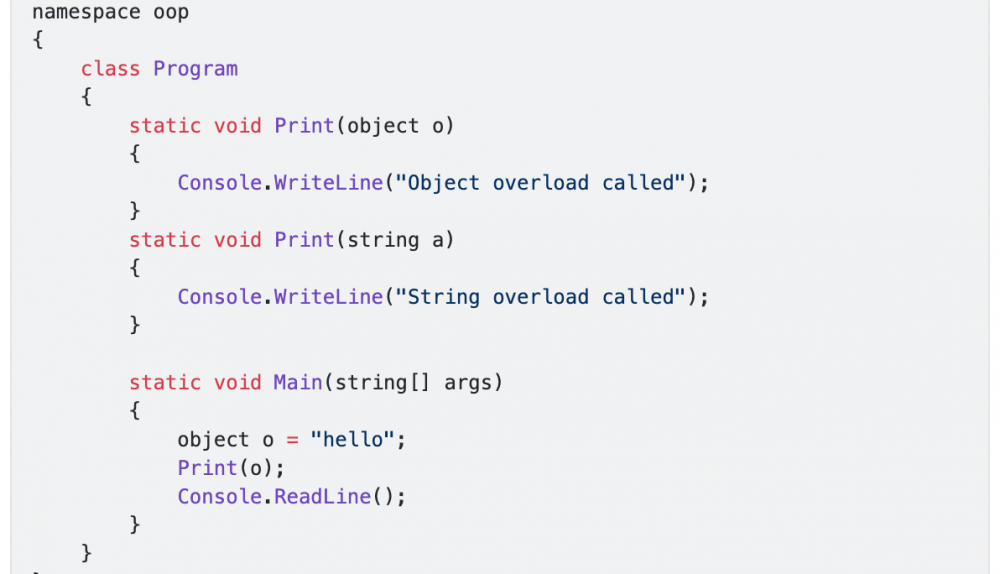 namespace oop
{
    class Program
    {
        static void Print(object o)
        {
            Console.WriteLine("Object overload called");
        }
        static void Print(string a)
        {
            Console.WriteLine("String overload called");
        }

        static void Main(string[] args)
        {
            object o = "hello";
            Print(o);
            Console.ReadLine();
        }
    }